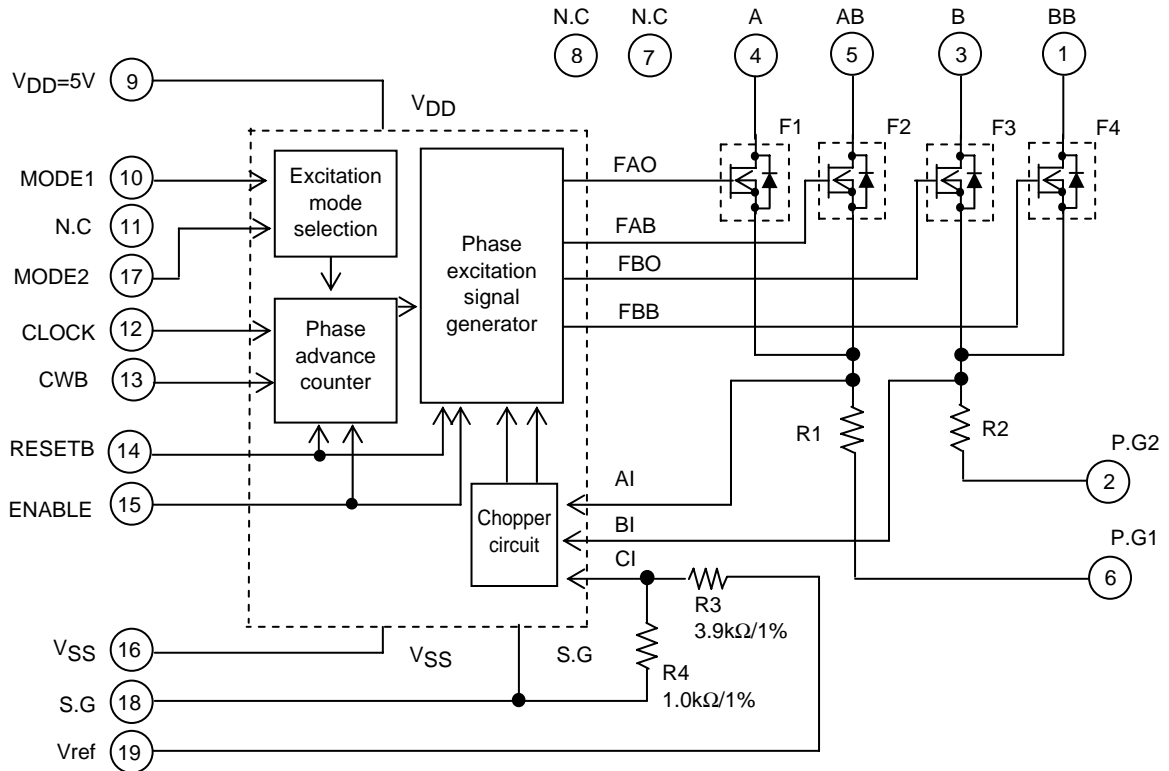 N.C N.C A AB B BB
8 7 4 5 3 1
VDD=5V 9
VDD
F1 F2 F3 F4
MODE1 10
Excitation
mode
selection
FAO
N.C 11
Phase
excitation
signal
generator
FAB
MODE2 17
FBO
CLOCK 12
Phase
advance
counter
FBB
CWB 13
R1 R2
RESETB 14
P.G2
2
AI
ENABLE 15
Chopper
circuit
BI
P.G1
6
CI
R3
3.9kΩ/1%
VSS 16
VSS S.G
R4
1.0kΩ/1%
S.G 18
Vref 19